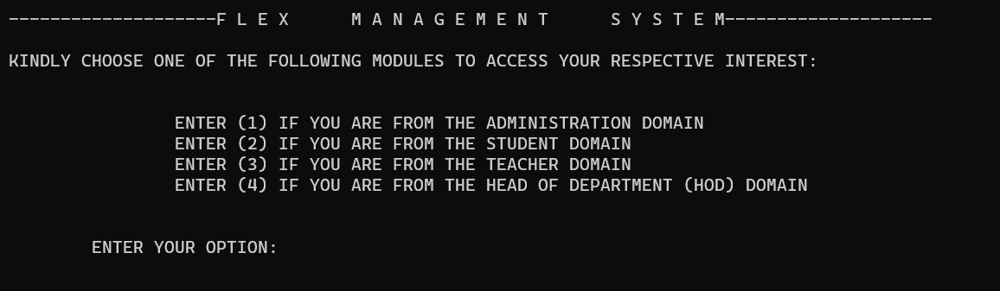 --------------------F L E X      M A N A G E M E N T      S Y S T E M--------------------
KINDLY CHOOSE ONE OF THE FOLLOWING MODULES TO ACCESS YOUR RESPECTIVE INTEREST:
ENTER (1) IF YOU ARE FROM THE ADMINISTRATION DOMAIN
ENTER (2) IF YOU ARE FROM THE STUDENT DOMAIN
ENTER (3) IF YOU ARE FROM THE TEACHER DOMAIN
ENTER (4) IF YOU ARE FROM THE HEAD OF DEPARTMENT (HOD) DOMAIN
ENTER YOUR OPTION: